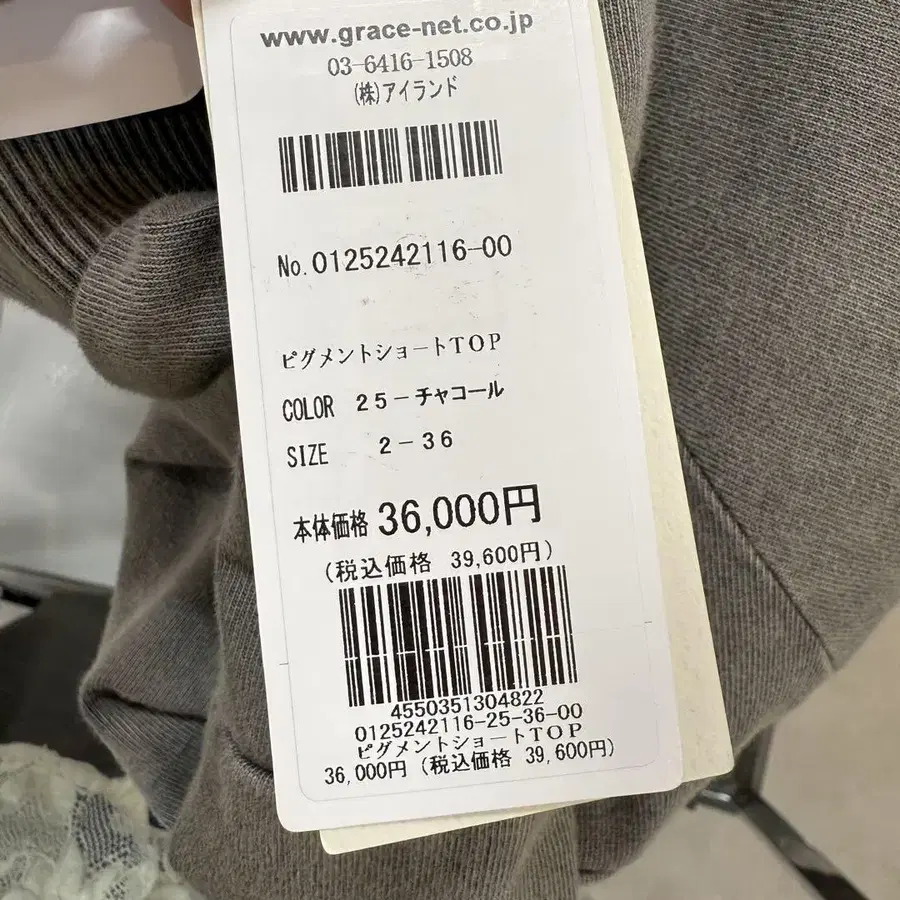 www.grace-net.co.jp
03-6416-1508
(株)アイランド
No.0125242116-00
ピグメントショートTOP
COLOR 25-チャコール
SIZE 2-36
本体価格 36,000円
(税込価格 39,600円)
4550351304822
0125242116-25-36-00
ピグメントショートTOP
36,000円 (税込価格 39,600円)